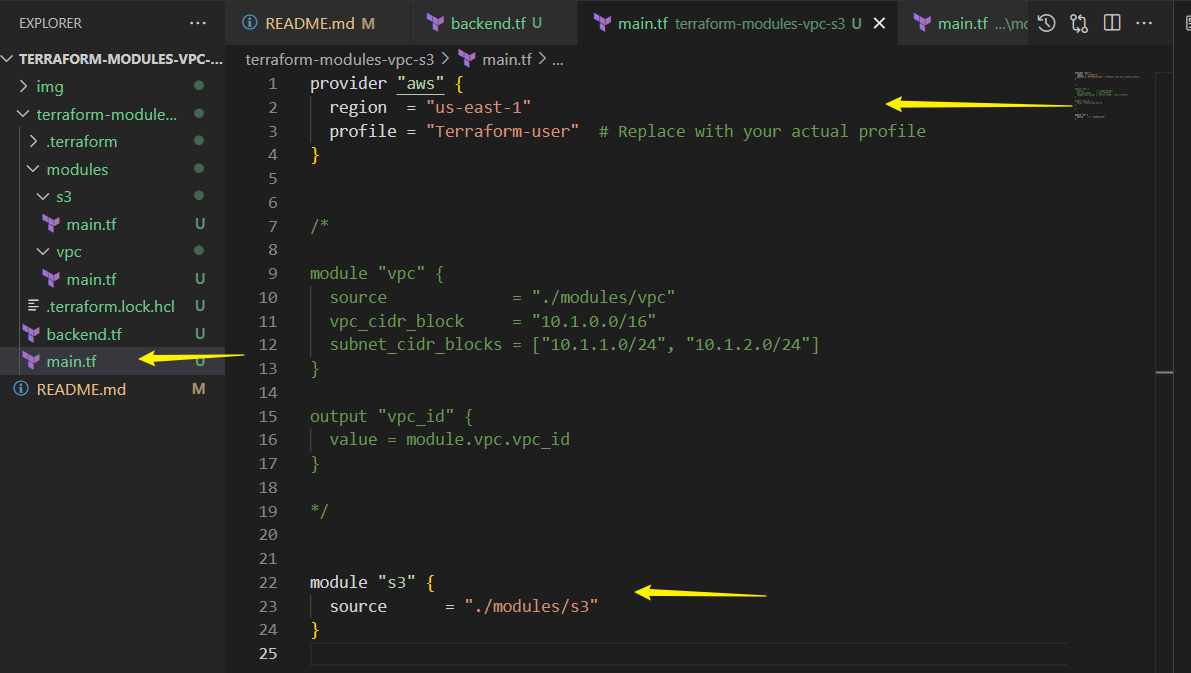 EXPLORER ...
TERRAFORM-MODULES-VPC-...
img
terraform-module...
.terraform
modules
s3
main.tf U
vpc
main.tf U
.terraform.lock.hcl U
backend.tf U
main.tf U
README.md M
README.md M backend.tf U main.tf terraform-modules-vpc-s3 U main.tf ...\mo
terraform-modules-vpc-s3 > main.tf > ...
1 provider "aws" {
2 region = "us-east-1"
3 profile = "Terraform-user" # Replace with your actual profile
4 }
5
6
7 /*
8
9 module "vpc" {
10 source = "./modules/vpc"
11 vpc_cidr_block = "10.1.0.0/16"
12 subnet_cidr_blocks = ["10.1.1.0/24", "10.1.2.0/24"]
13 }
14
15 output "vpc_id" {
16 value = module.vpc.vpc_id
17 }
18
19 */
20
21
22 module "s3" {
23 source = "./modules/s3"
24 }
25